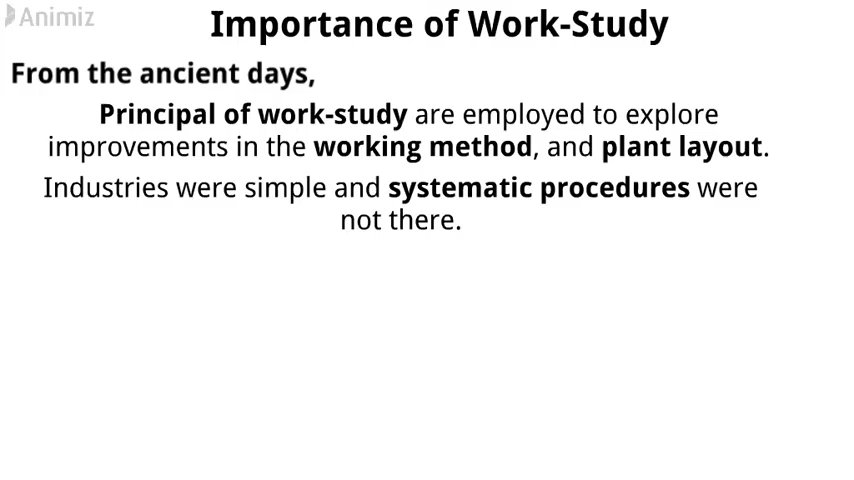 Animiz
Importance of Work-Study
From the ancient days,
Principal of work-study are employed to explore
improvements in the working method, and plant layout.
Industries were simple and systematic procedures were
not there.